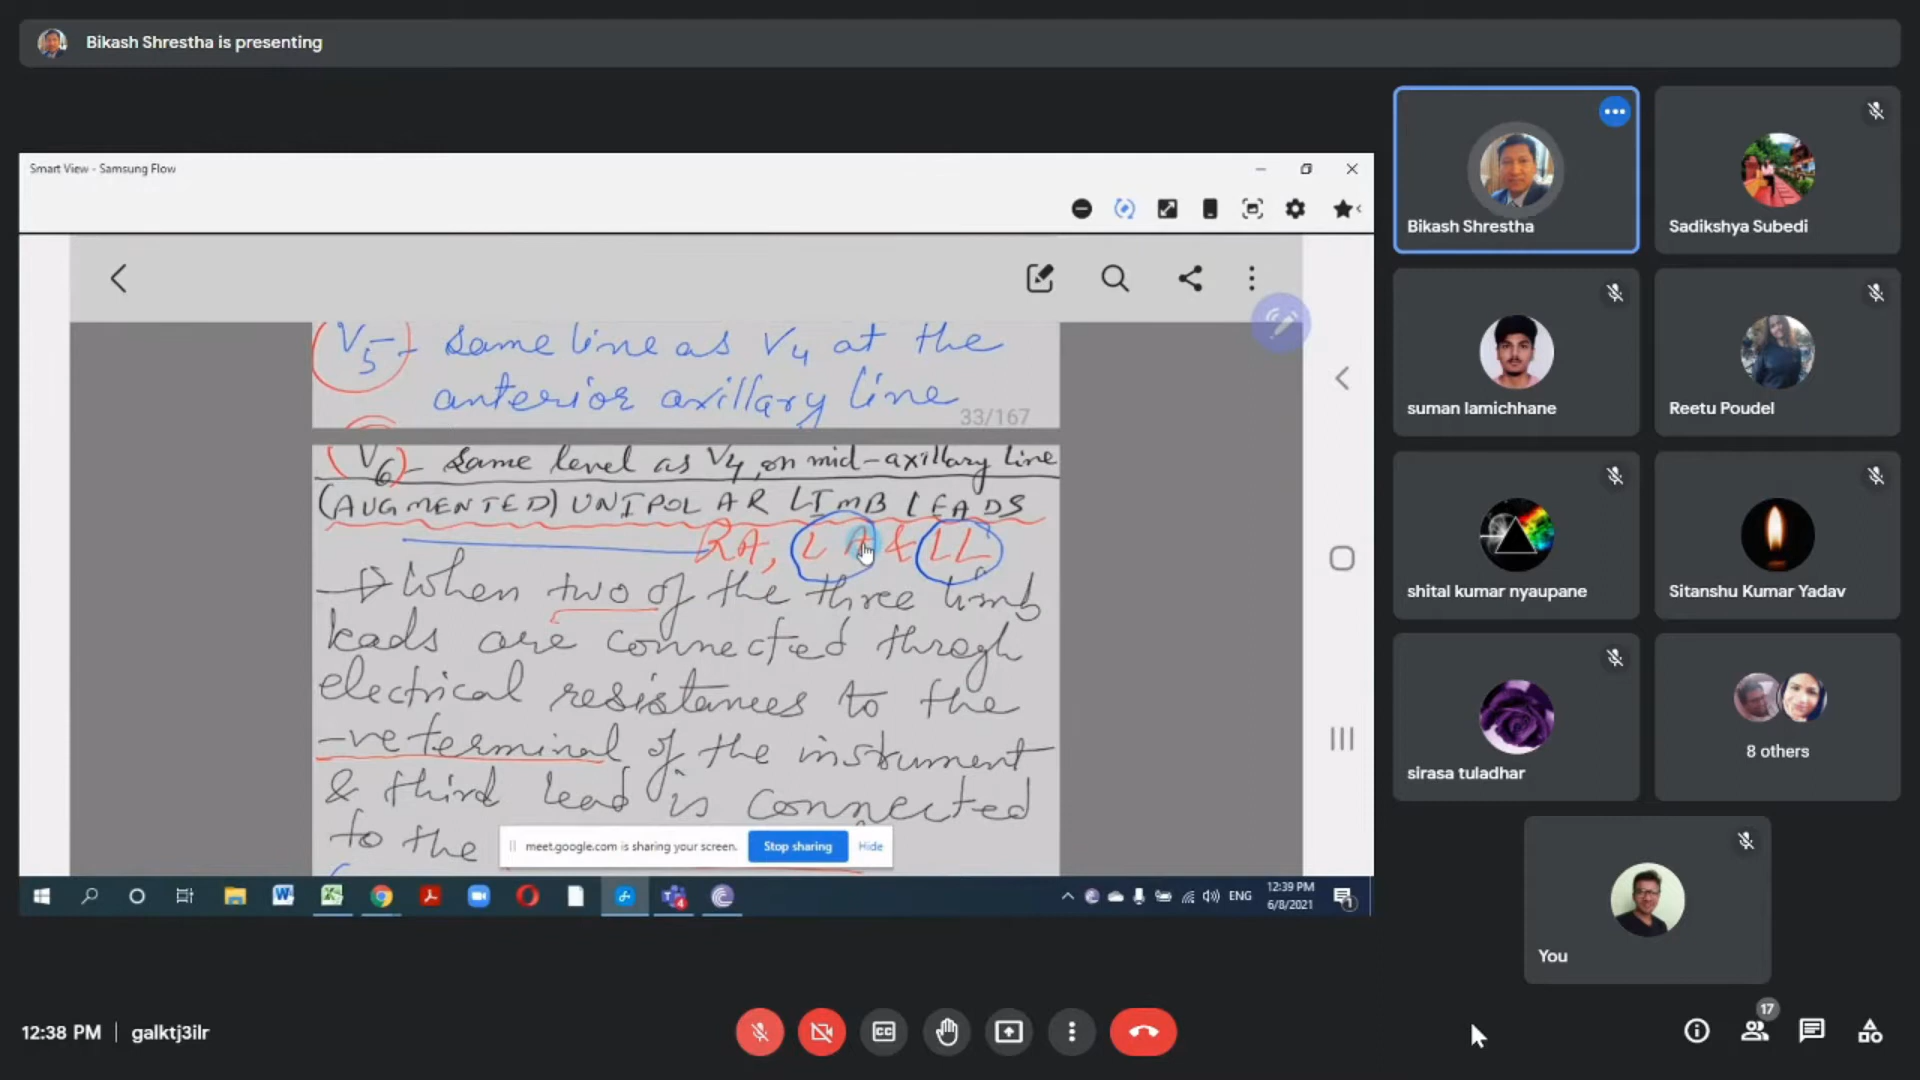 Bikash Shrestha is presenting
Smart View - Samsung Flow
V5- same line as V4 at the
anterior axillary line
33/167
V6- same level as V4, on mid-axillary line
(AUGMENTED) UNIPOLAR LIMB LEADS
RA, LA & LL
→ When two of the three limb
leads are connected throgh
electrical resistances to the
-ve terminal of the instrument
& third lead is connected
to the
meet.google.com is sharing your screen.
Stop sharing
Hide
ENG
12:39 PM
6/8/2021
1
Bikash Shrestha
Sadikshya Subedi
suman lamichhane
Reetu Poudel
shital kumar nyaupane
Sitanshu Kumar Yadav
sirasa tuladhar
8 others
You
12:38 PM | galktj3ilr
CC
17